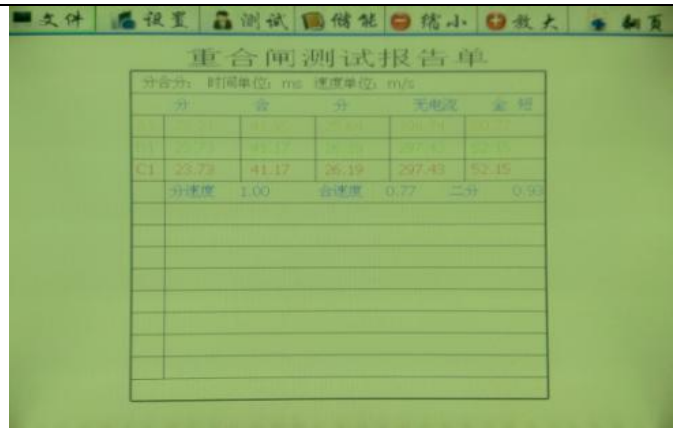 文件 设置 测试 储能 缩小 放大 翻页
重合闸测试报告单
分合分: 时间单位: ms 速度单位: m/s
分 合 分 无电流 金短
C1 23.73 41.17 26.19 297.43 52.15
分速度 1.00 合速度 0.77 二分 0.93